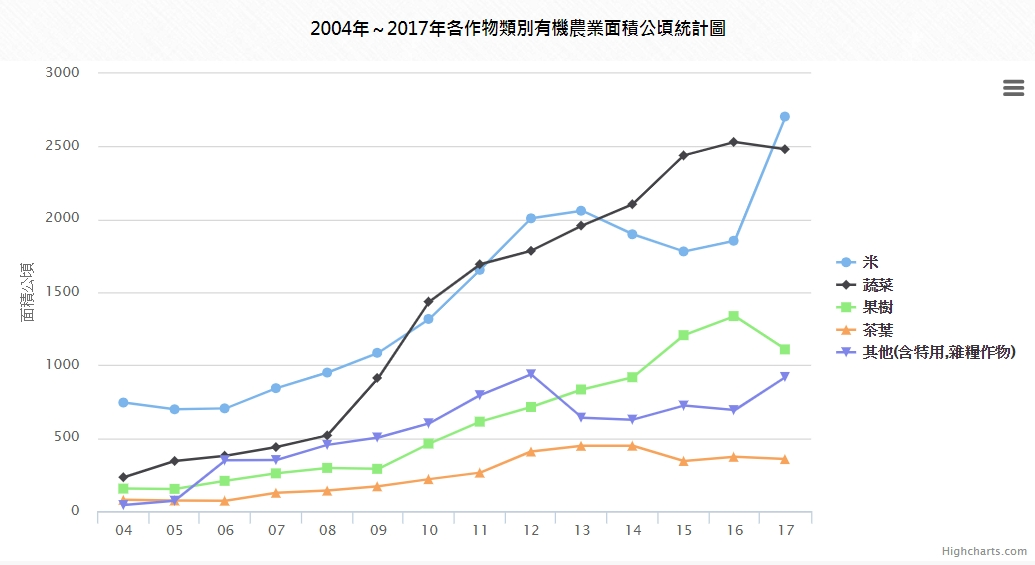 2004年～2017年各作物類別有機農業面積公頃統計圖
3000
2500
2000
1500
1000
500
0
面積公頃
04 05 06 07 08 09 10 11 12 13 14 15 16 17
米
蔬菜
果樹
茶葉
其他(含特用,雜糧作物)
Highcharts.com